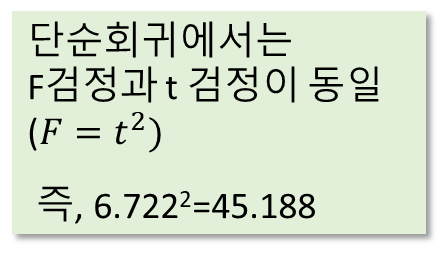 단순회귀에서는
F검정과 t 검정이 동일
(𝐹 = 𝑡²)
즉, 6.722²=45.188